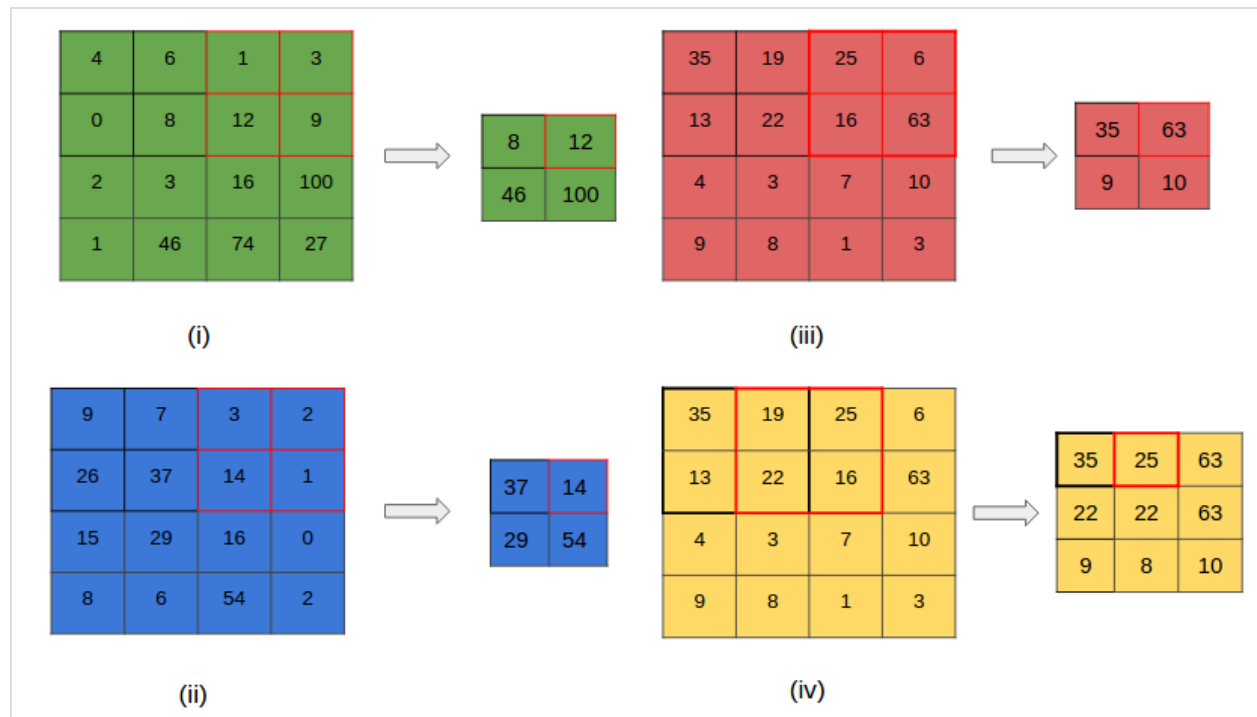 4 6 1 3
0 8 12 9
2 3 16 100
1 46 74 27
8 12
46 100
(i)
35 19 25 6
13 22 16 63
4 3 7 10
9 8 1 3
35 63
9 10
(iii)
9 7 3 2
26 37 14 1
15 29 16 0
8 6 54 2
37 14
29 54
(ii)
35 19 25 6
13 22 16 63
4 3 7 10
9 8 1 3
35 25 63
22 22 63
9 8 10
(iv)